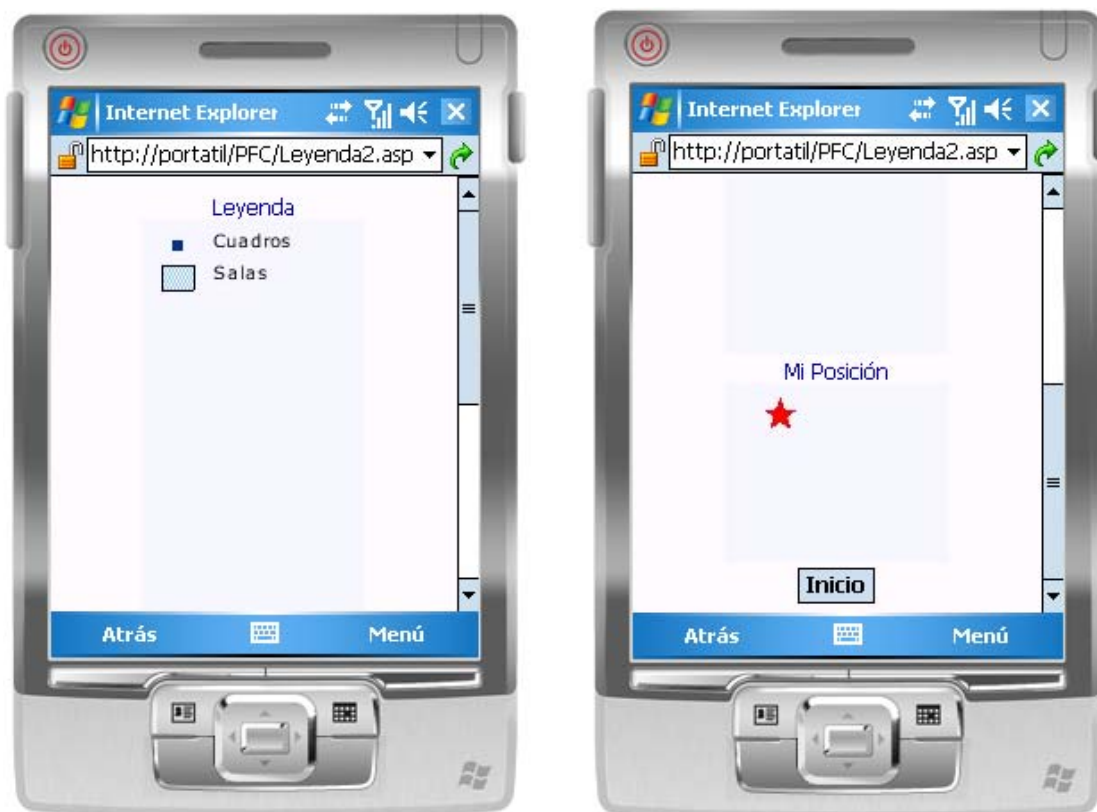 Internet Explorer
http://portatil/PFC/Leyenda2.asp
Leyenda
Cuadros
Salas
Atrás
Menú
Internet Explorer
http://portatil/PFC/Leyenda2.asp
Mi Posición
Inicio
Atrás
Menú